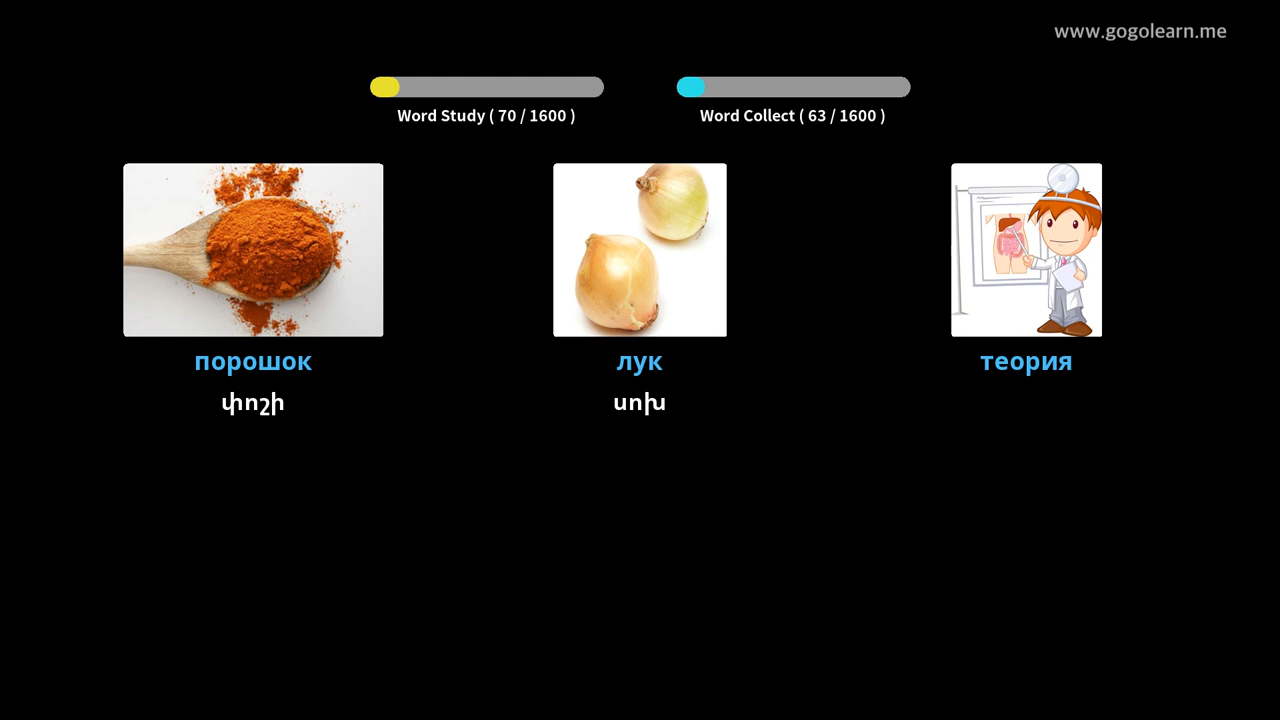 www.gogolearn.me
Word Study ( 70 / 1600 )
Word Collect ( 63 / 1600 )
порошок
лук
теория
փոշի
սոխ